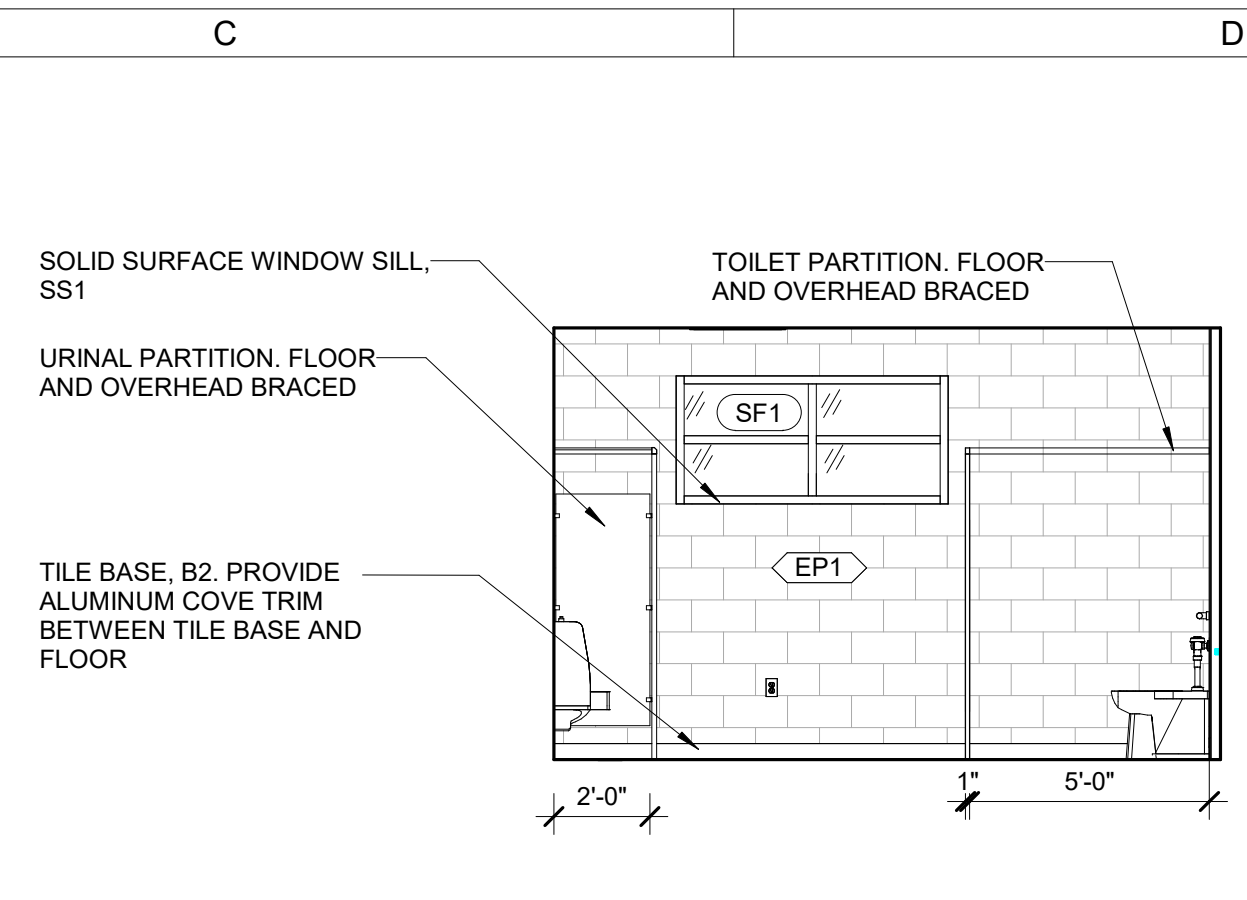 C
D
SOLID SURFACE WINDOW SILL,
SS1
TOILET PARTITION. FLOOR
AND OVERHEAD BRACED
URINAL PARTITION. FLOOR
AND OVERHEAD BRACED
SF1
EP1
TILE BASE, B2. PROVIDE
ALUMINUM COVE TRIM
BETWEEN TILE BASE AND
FLOOR
2'-0"
1"
5'-0"